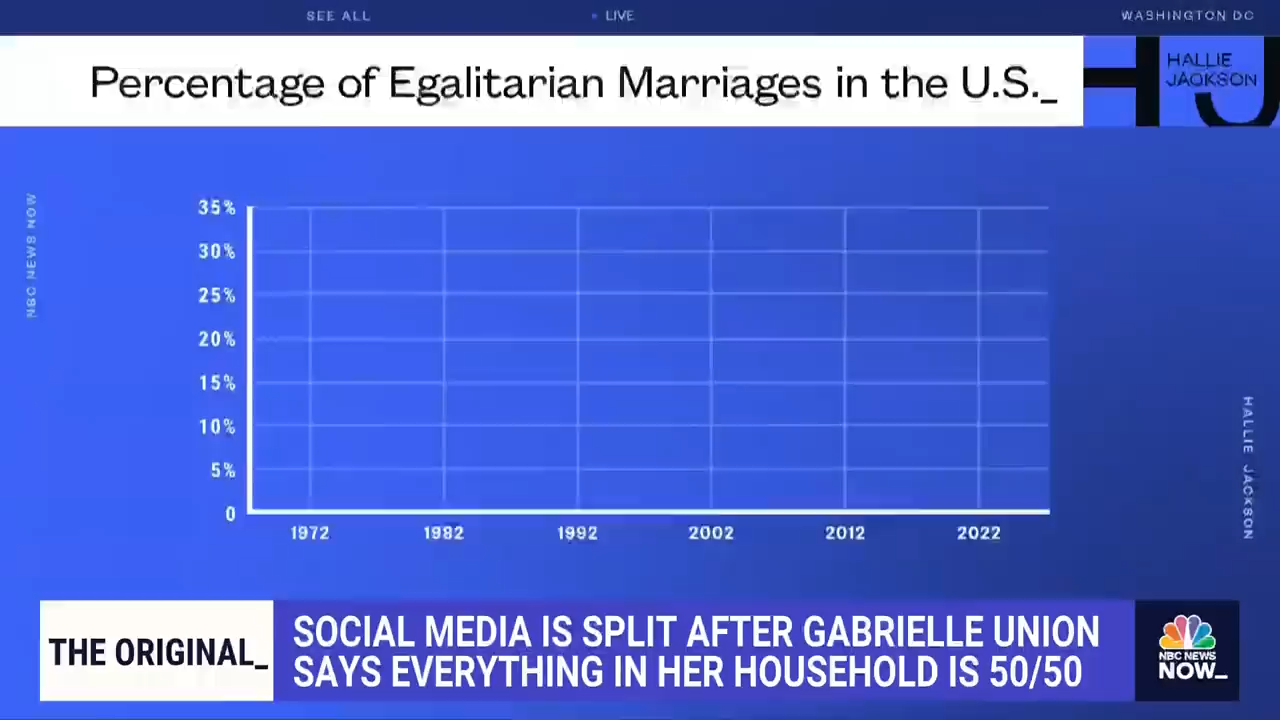 SEE ALL
LIVE
WASHINGTON DC
Percentage of Egalitarian Marriages in the U.S._
HALLIE
JACKSON
NBC NEWS NOW
35%
30%
25%
20%
15%
10%
5%
0
1972
1982
1992
2002
2012
2022
HALLIE JACKSON
THE ORIGINAL_
SOCIAL MEDIA IS SPLIT AFTER GABRIELLE UNION
SAYS EVERYTHING IN HER HOUSEHOLD IS 50/50
NBC NEWS
NOW_